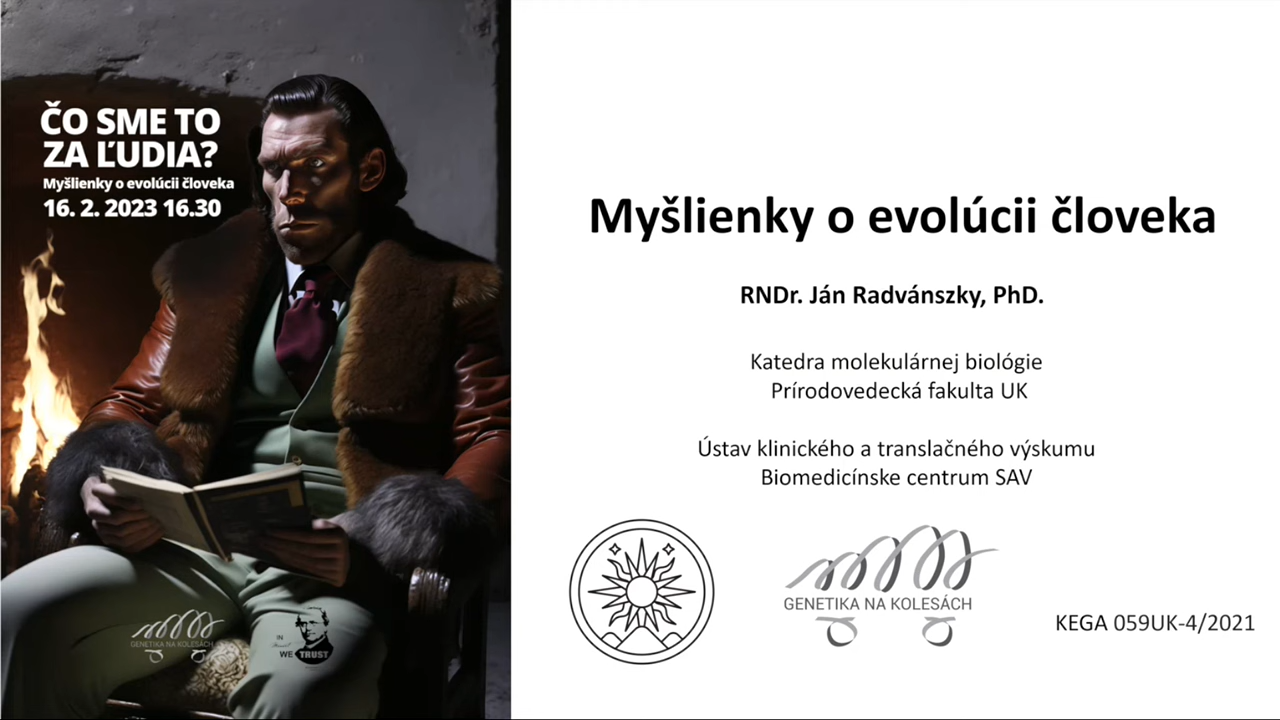 ČO SME TO
ZA ĽUDIA?
Myšlienky o evolúcii človeka
16. 2. 2023 16.30
GENETIKA NA KOLESÁCH
IN
WE TRUST
Myšlienky o evolúcii človeka
RNDr. Ján Radvánszky, PhD.
Katedra molekulárnej biológie
Prírodovedecká fakulta UK
Ústav klinického a translačného výskumu
Biomedicínske centrum SAV
GENETIKA NA KOLESÁCH
KEGA 059UK-4/2021